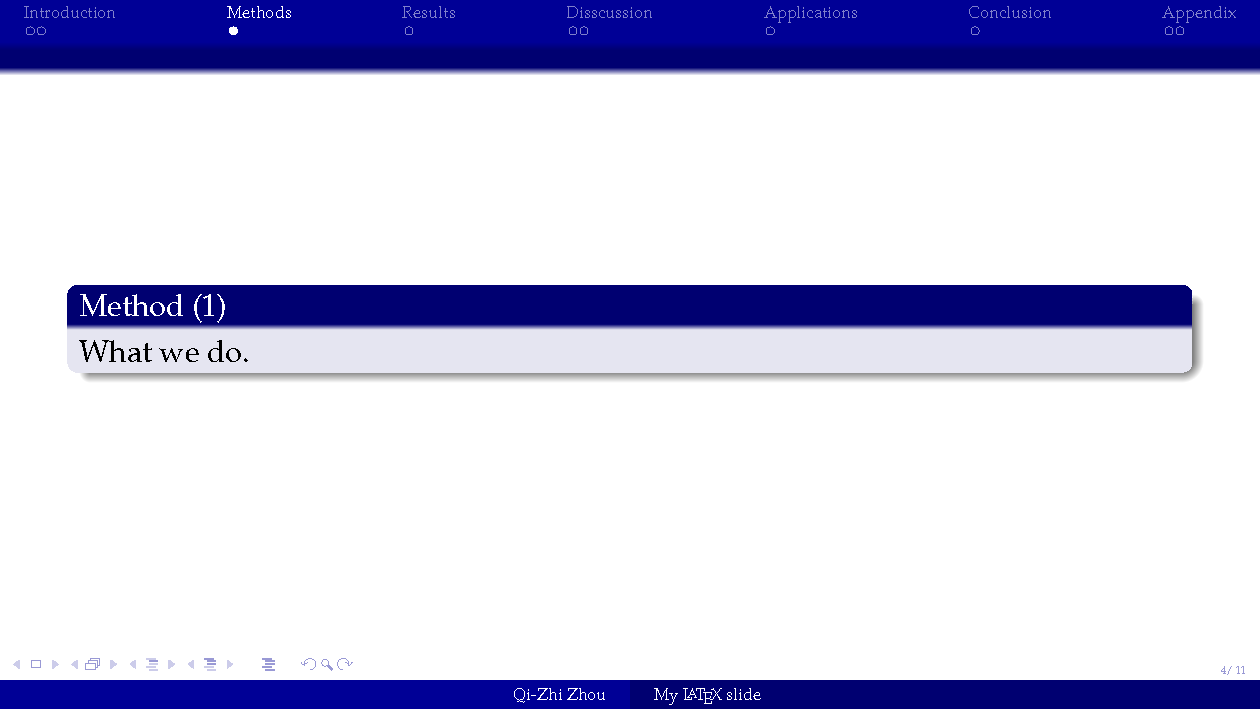 Introduction Methods Results Disscussion Applications Conclusion Appendix
Method (1)
What we do.
4/ 11
Qi-Zhi Zhou My LATEX slide